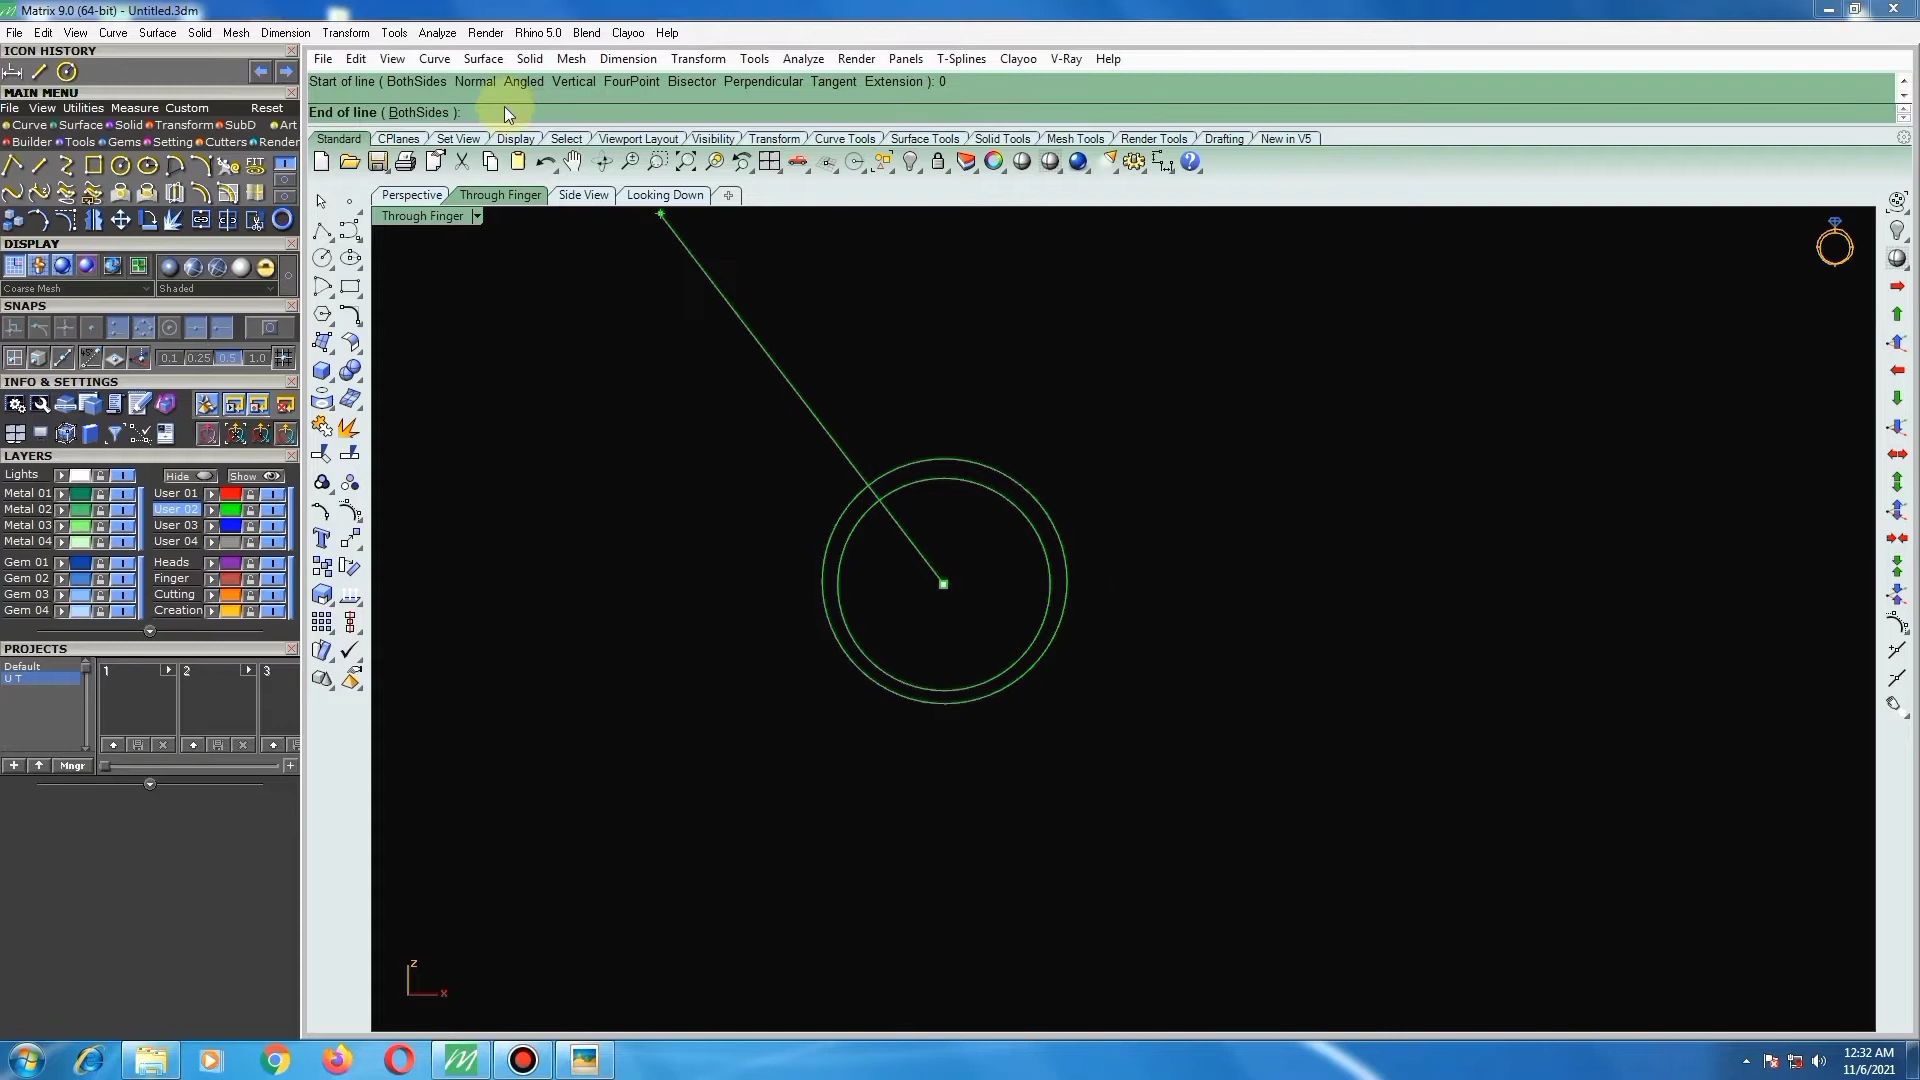 Matrix 9.0 (64-bit) - Untitled.3dm
File Edit View Curve Surface Solid Mesh Dimension Transform Tools Analyze Render Rhino 5.0 Blend Clayoo Help
ICON HISTORY
MAIN MENU
File View Utilities Measure Custom Reset
Curve Surface Solid Transform SubD Art
Builder Tools Gems Setting Cutters Render
FIT
DISPLAY
Coarse Mesh Shaded
SNAPS
0.1 0.25 0.5 1.0
INFO & SETTINGS
LAYERS
Lights Hide Show
Metal 01 User 01
Metal 02 User 02
Metal 03 User 03
Metal 04 User 04
Gem 01 Heads
Gem 02 Finger
Gem 03 Cutting
Gem 04 Creation
PROJECTS
Default
U T
1 2 3
Mngr
File Edit View Curve Surface Solid Mesh Dimension Transform Tools Analyze Render Panels T-Splines Clayoo V-Ray Help
Start of line ( BothSides Normal Angled Vertical FourPoint Bisector Perpendicular Tangent Extension ): 0
End of line ( BothSides ):
Standard CPlanes Set View Display Select Viewport Layout Visibility Transform Curve Tools Surface Tools Solid Tools Mesh Tools Render Tools Drafting New in V5
Perspective Through Finger Side View Looking Down
Through Finger
z
x
12:32 AM
11/6/2021